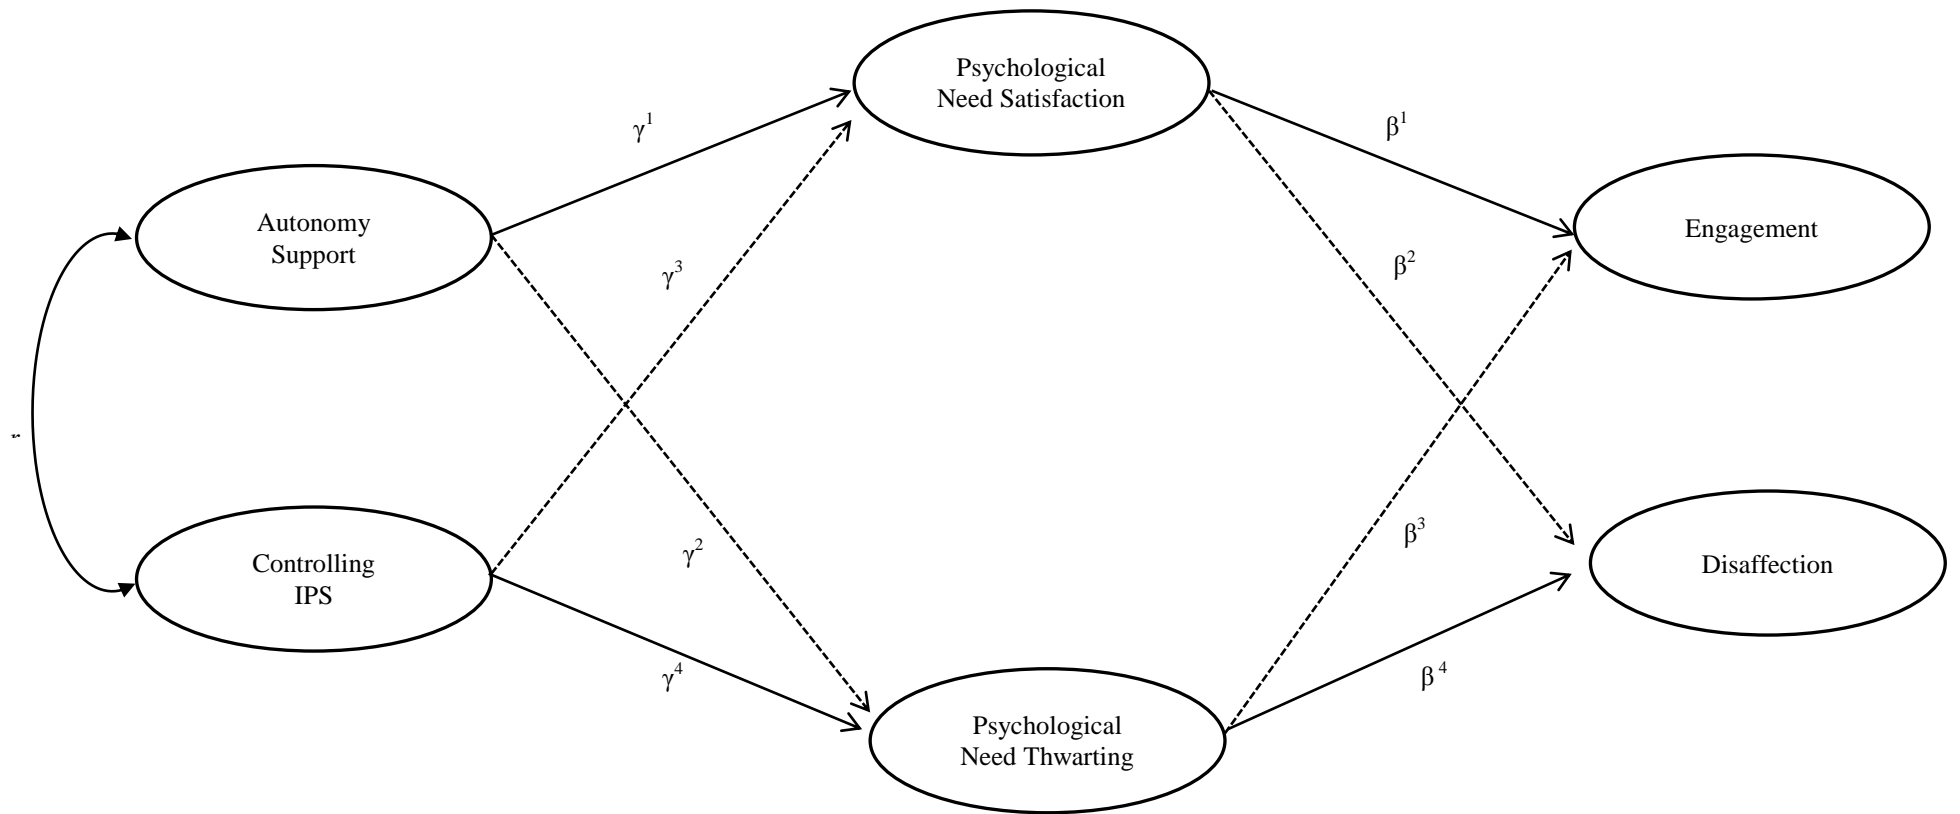 Psychological
Need Satisfaction
γ1
β1
Autonomy
Support
Engagement
γ3
β2
r
γ2
β3
Controlling
IPS
Disaffection
γ4
β 4
Psychological
Need Thwarting